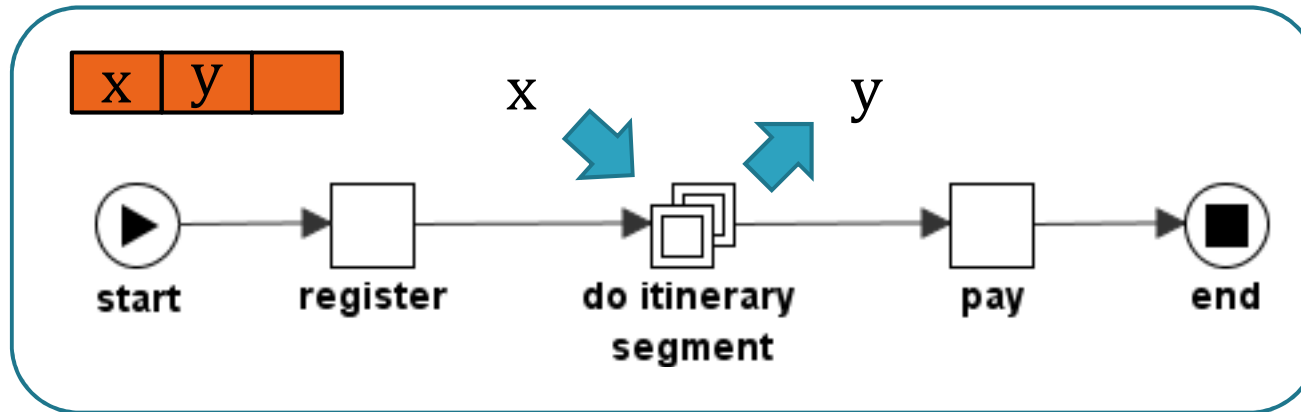 x y
x
y
start
register
do itinerary
segment
pay
end